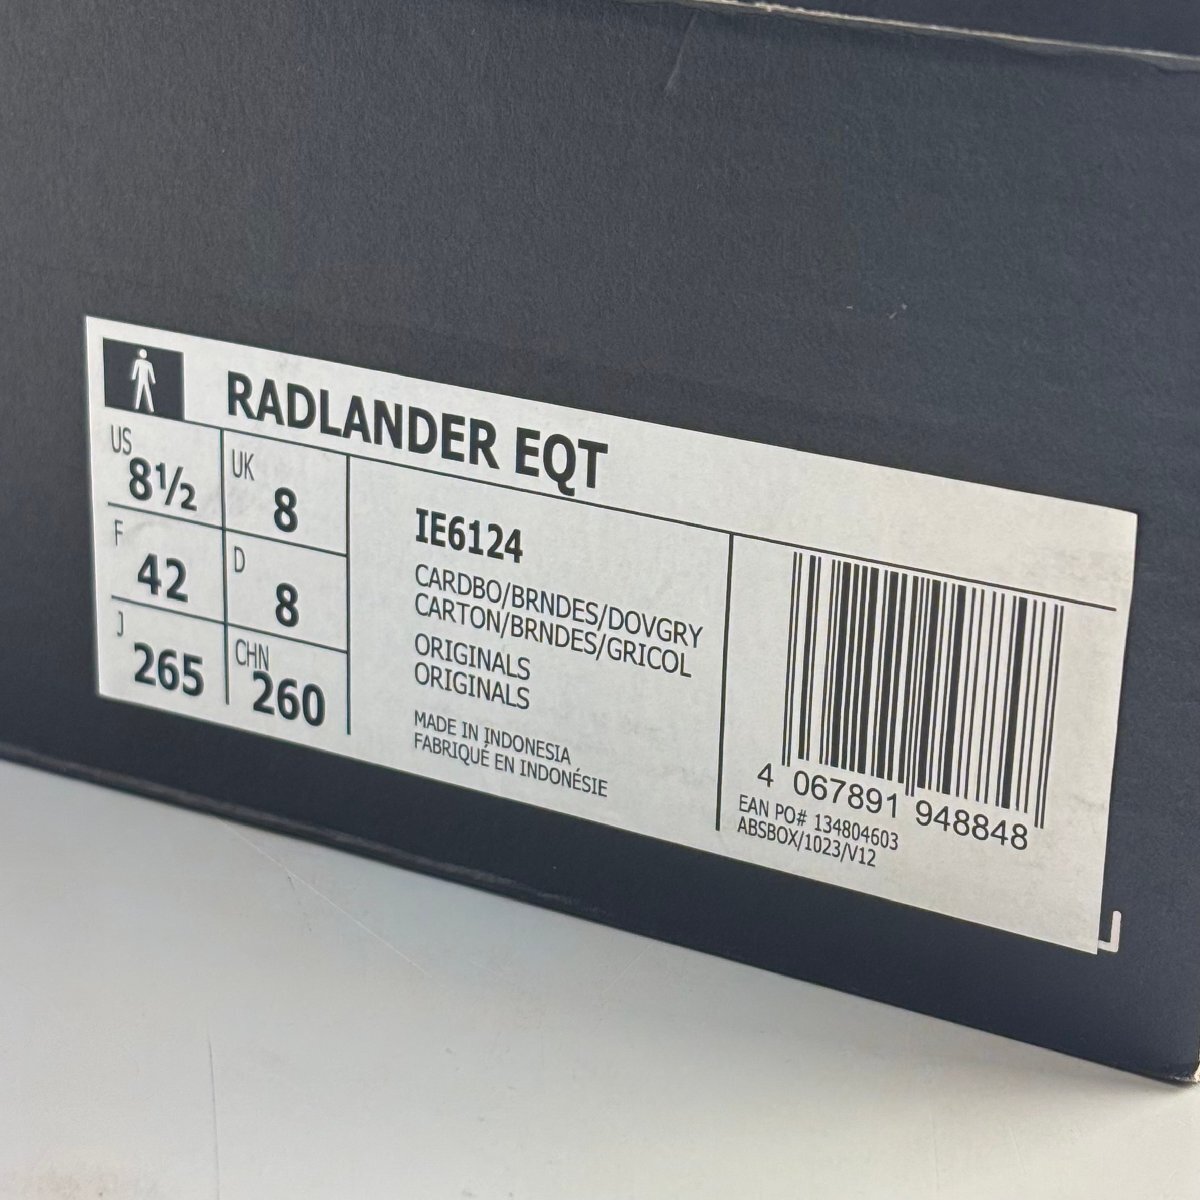 RADLANDER EQT
US 8½
UK 8
F 42
D 8
J 265
CHN 260
IE6124
CARDBO/BRNDES/DOVGRY
CARTON/BRNDES/GRICOL
ORIGINALS
ORIGINALS
MADE IN INDONESIA
FABRIQUÉ EN INDONÉSIE
4 067891 948848
EAN PO# 134804603
ABSBOX/1023/V12